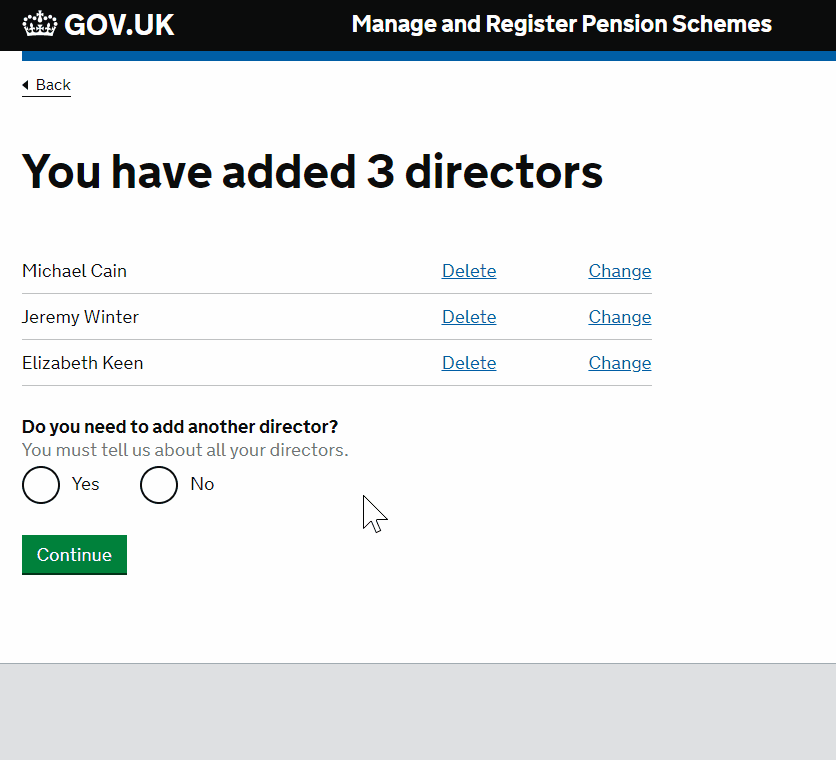 GOV.UK Manage and Register Pension Schemes
Back
You have added 3 directors
Michael Cain Delete Change
Jeremy Winter Delete Change
Elizabeth Keen Delete Change
Do you need to add another director?
You must tell us about all your directors.
Yes No
Continue